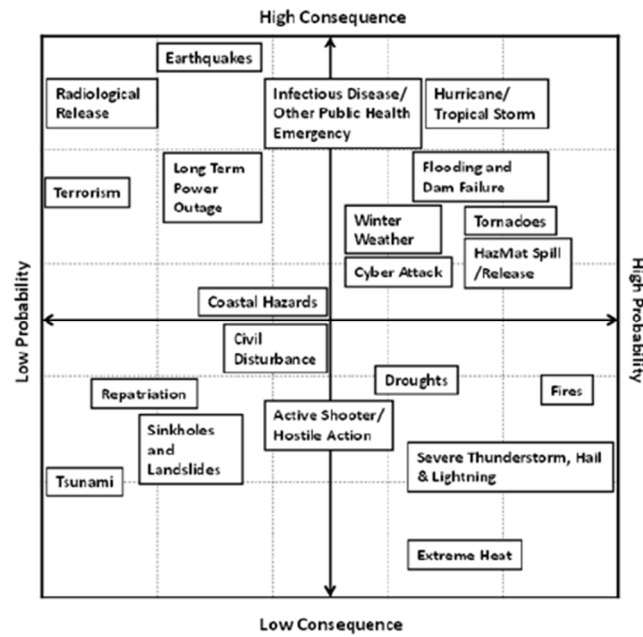 High Consequence
Earthquakes
Radiological
Release
Infectious Disease/
Other Public Health
Emergency
Hurricane/
Tropical Storm
Long Term
Power
Outage
Flooding and
Dam Failure
Terrorism
Winter
Weather
Tornadoes
HazMat Spill
/Release
Cyber Attack
Coastal Hazards
Low Probability
High Probability
Civil
Disturbance
Droughts
Repatriation
Fires
Active Shooter/
Hostile Action
Sinkholes
and
Landslides
Severe Thunderstorm, Hail
& Lightning
Tsunami
Extreme Heat
Low Consequence